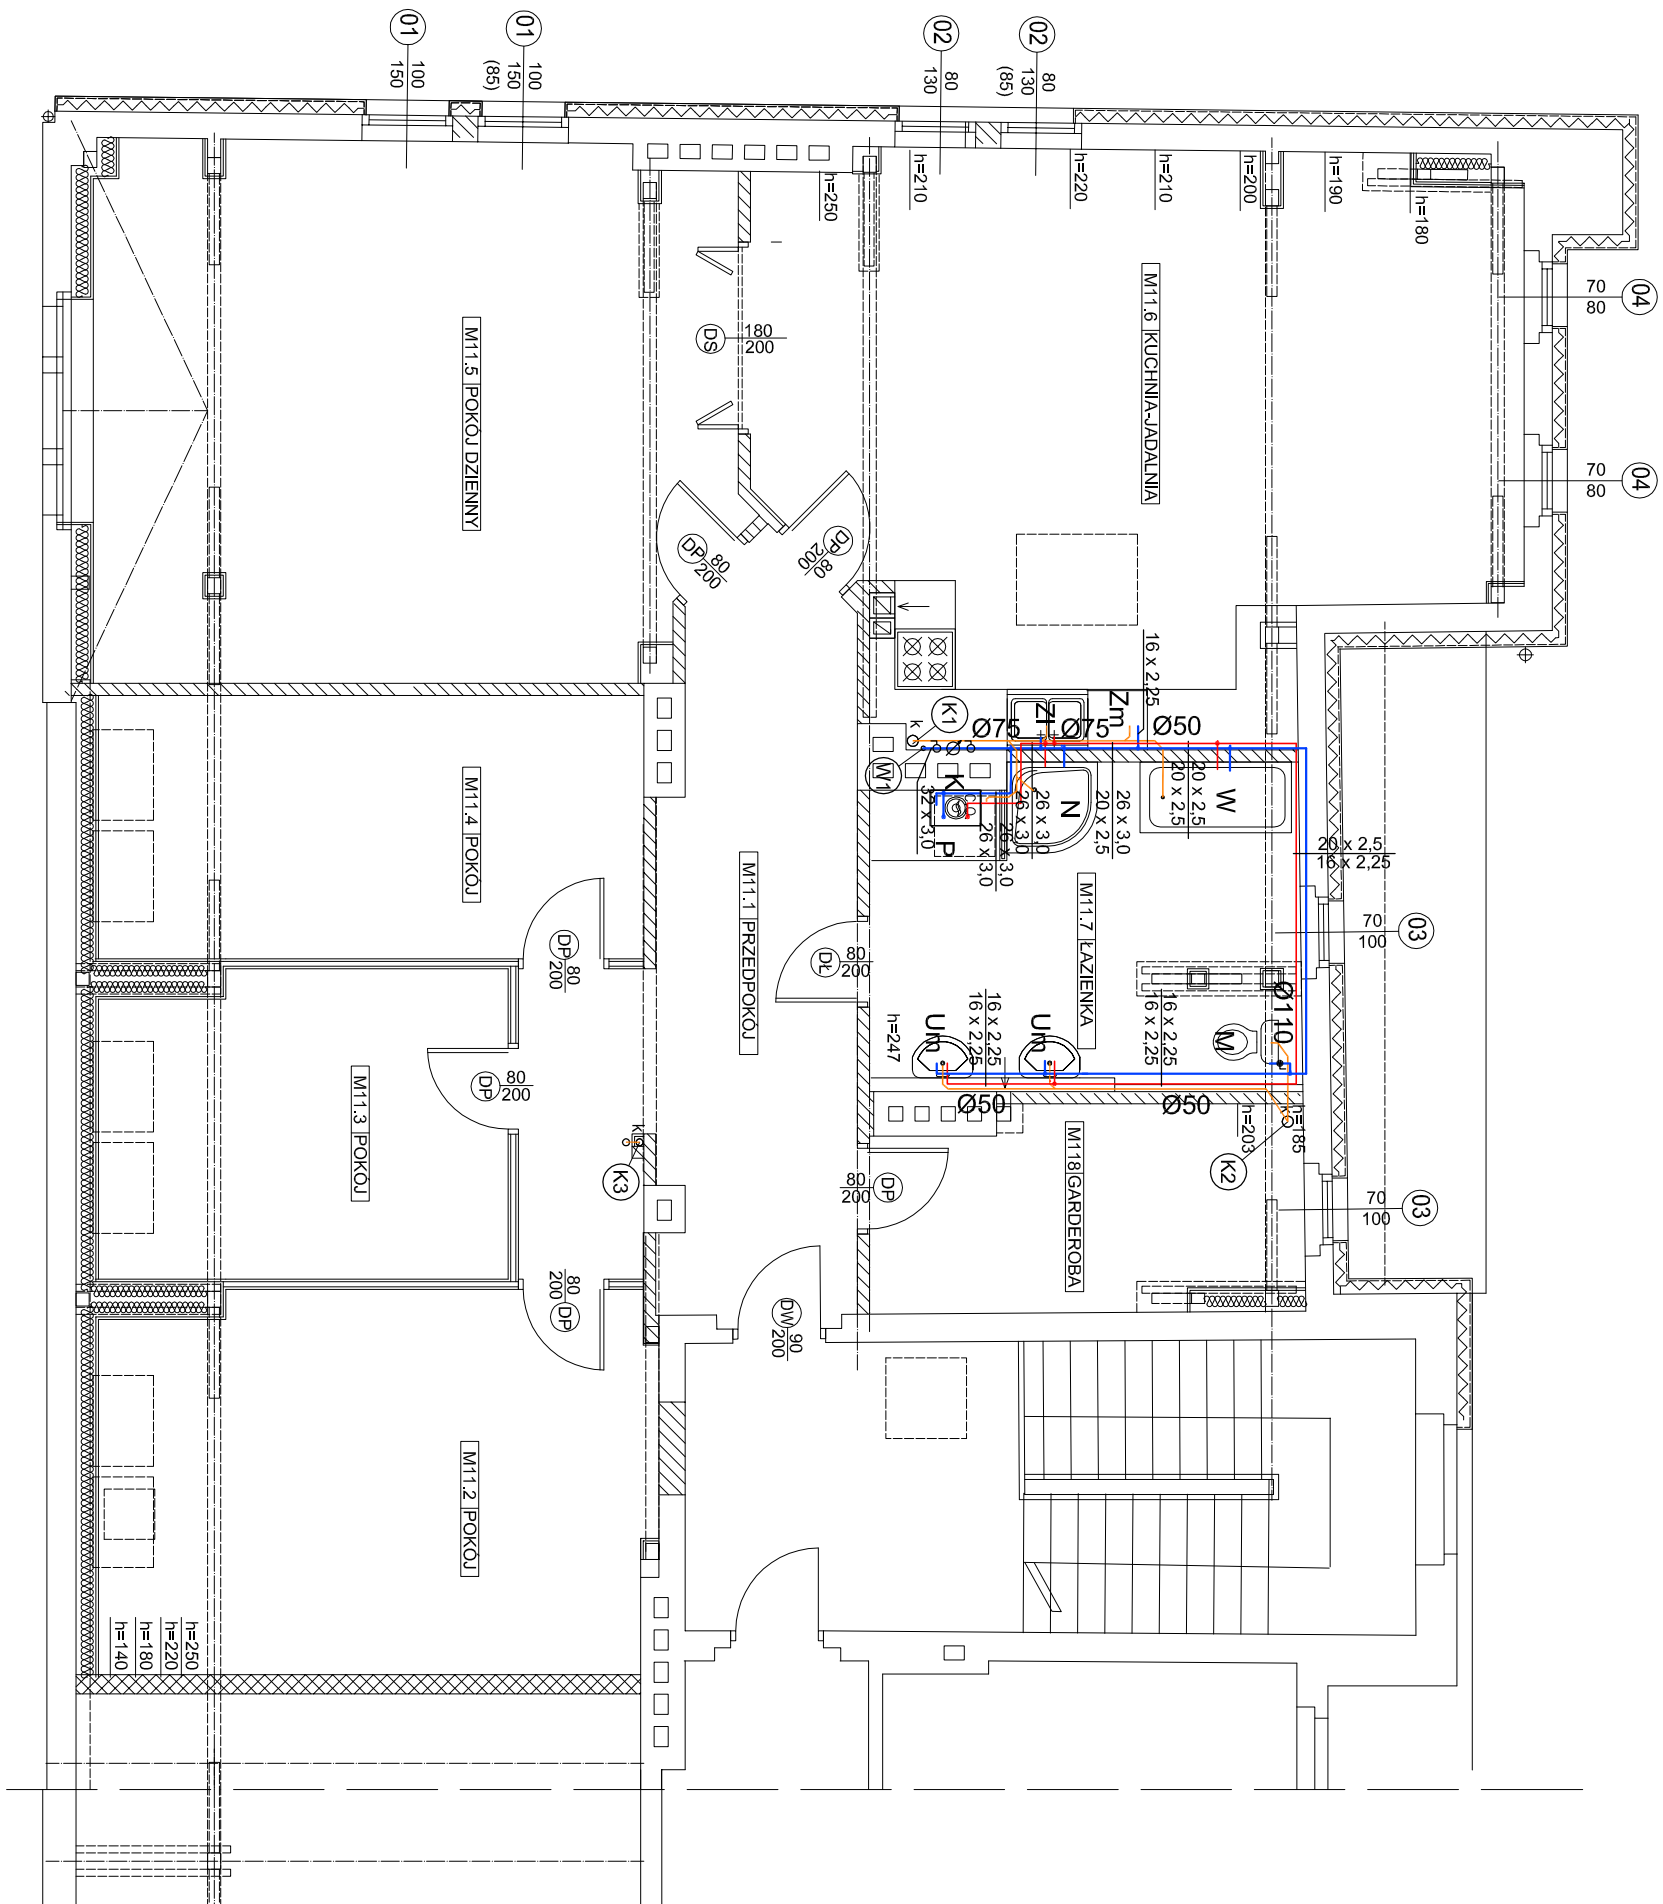 01
100
150
01
100
150
(85)
02
80
130
02
80
130
(85)
h=250
h=210
h=220
h=210
h=200
h=190
h=180
04
70
80
04
70
80
M11.5 POKÓJ DZIENNY
DS
180
200
M11.6 KUCHNIA-JADALNIA
DP
80
200
DP
80
200
16 x 2,25
K1
k
Ø75
Zl
Ø75
Zm
Ø50
W1
K
P
N
W
32 x 3,0
26 x 3,0
26 x 3,0
26 x 3,0
26 x 3,0
26 x 3,0
20 x 2,5
20 x 2,5
20 x 2,5
20 x 2,5
16 x 2,25
M11.4 POKÓJ
M11.1 PRZEDPOKÓJ
M11.7 ŁAZIENKA
03
70
100
DP
80
200
DŁ
80
200
Ø110
M
Um
Um
h=247
16 x 2,25
16 x 2,25
16 x 2,25
16 x 2,25
Ø50
Ø50
M11.3 POKÓJ
DP
80
200
k
K3
h=203
k
h=185
K2
M118 GARDEROBA
DP
80
200
03
70
100
DP
80
200
DW
90
200
M11.2 POKÓJ
h=250
h=220
h=180
h=140